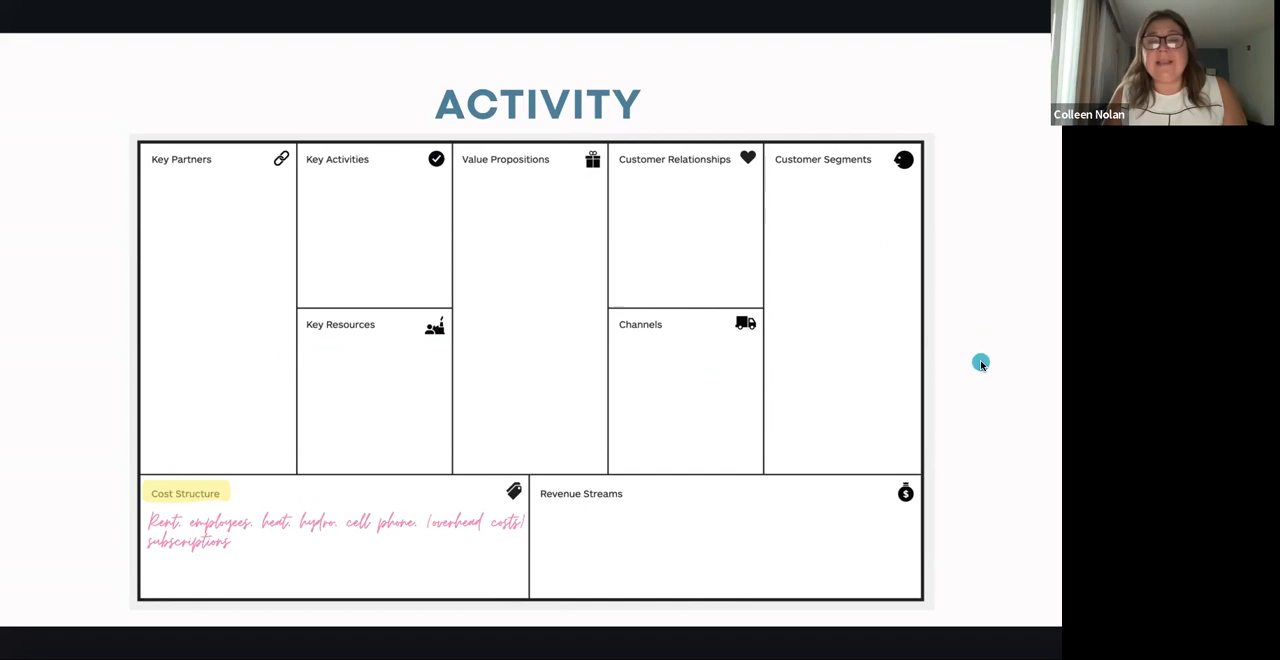 Colleen Nolan
ACTIVITY
Key Partners
Key Activities
Value Propositions
Customer Relationships
Customer Segments
Key Resources
Channels
Cost Structure
Rent, employees, heat, hydro, cell phone, (overhead costs)
subscriptions
Revenue Streams
$